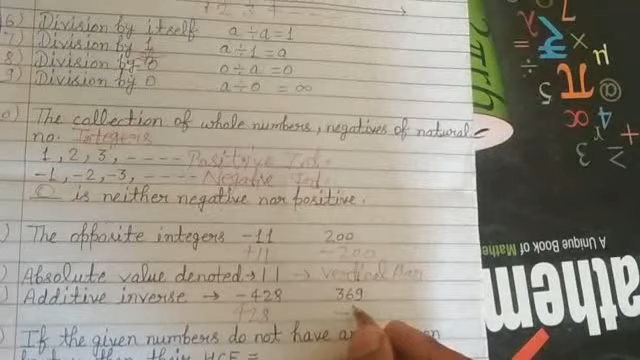 6) Division by itself a÷a=1
7) Division by 1 a÷1=a
8) Division by 0 0÷a=0
9) Division by 0 a÷0=∞
The collection of whole numbers, negatives of natural
no. Integers
1, 2, 3, ---- Positive Int.
-1, -2, -3, ---- Negative Int.
0 is neither negative nor positive.
The opposite integers -11 200
+11 -200
Absolute value denoted → | | → vertical Bar
Additive inverse → -428 369
428
If the given numbers do not have
HCF =
A Unique Book of Mathe
athem